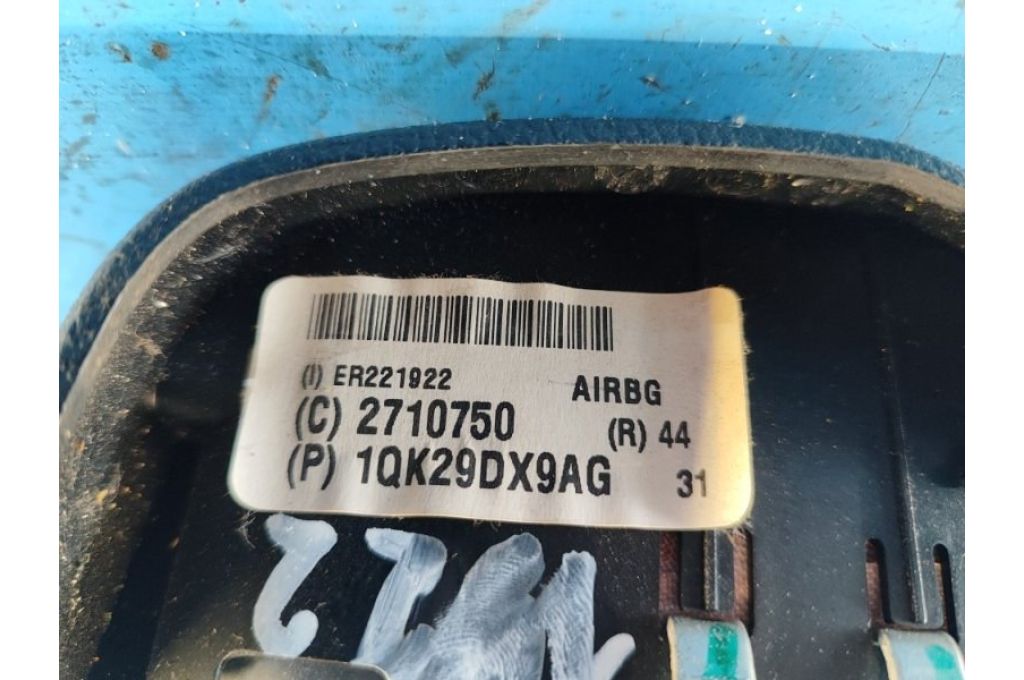 (I) ER221922
AIRBG
(C) 2710750
(R) 44
(P) 1QK29DX9AG
31